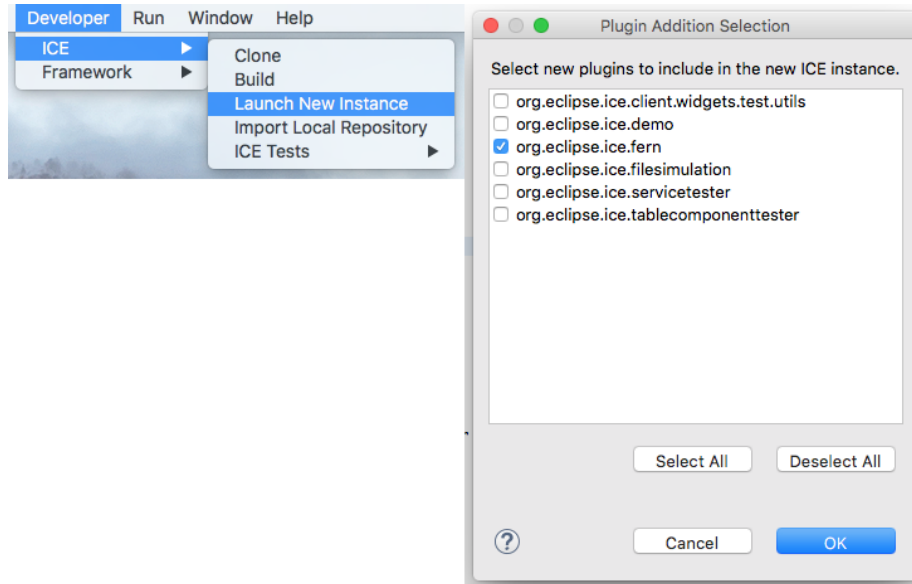 Developer Run Window Help
ICE
Framework
Clone
Build
Launch New Instance
Import Local Repository
ICE Tests
Plugin Addition Selection
Select new plugins to include in the new ICE instance.
org.eclipse.ice.client.widgets.test.utils
org.eclipse.ice.demo
org.eclipse.ice.fern
org.eclipse.ice.filesimulation
org.eclipse.ice.servicetester
org.eclipse.ice.tablecomponenttester
Select All Deselect All
? Cancel OK